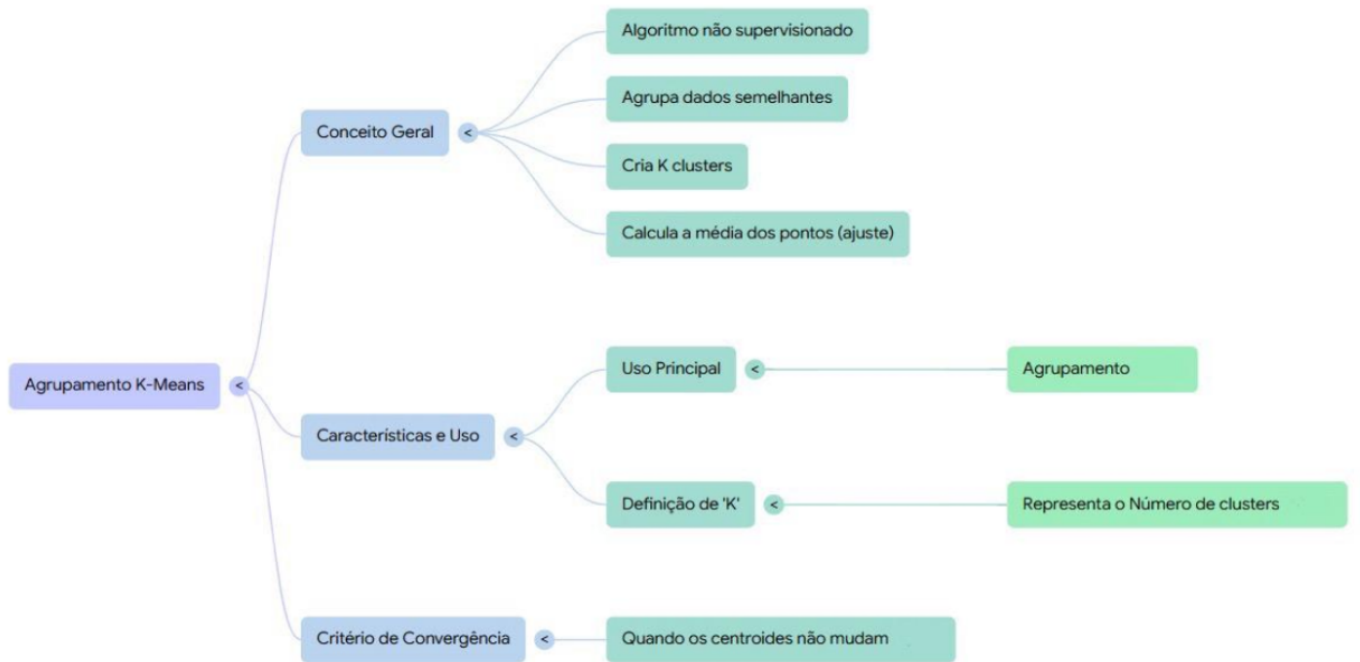 Agrupamento K-Means
Conceito Geral
Algoritmo não supervisionado
Agrupa dados semelhantes
Cria K clusters
Calcula a média dos pontos (ajuste)
Características e Uso
Uso Principal
Agrupamento
Definição de 'K'
Representa o Número de clusters
Critério de Convergência
Quando os centroides não mudam